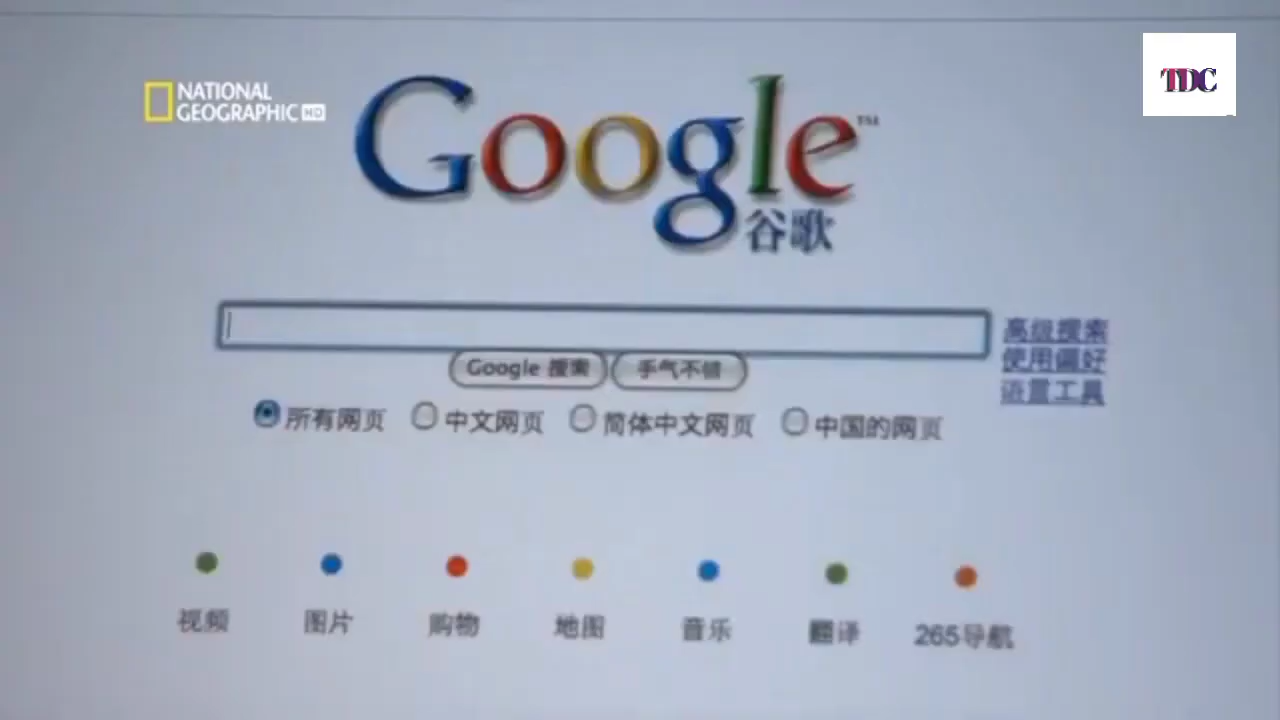 NATIONAL
GEOGRAPHIC HD
TDC
Google™
谷歌
高级搜索
使用偏好
语言工具
Google 搜索 手气不错
所有网页 中文网页 简体中文网页 中国的网页
视频 图片 购物 地图 音乐 翻译 265导航